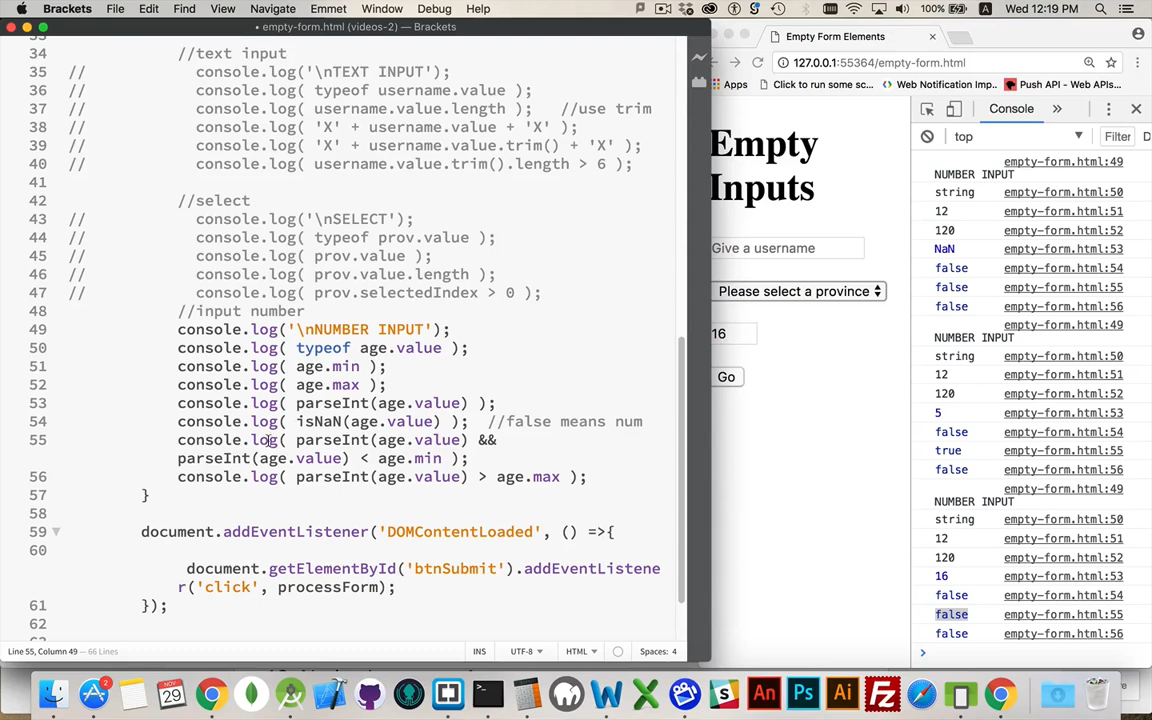 Brackets File Edit Find View Navigate Emmet Window Debug Help 100% A Wed 12:19 PM
• empty-form.html (videos-2) — Brackets
34 //text input
35 // console.log('\nTEXT INPUT');
36 // console.log( typeof username.value );
37 // console.log( username.value.length ); //use trim
38 // console.log( 'X' + username.value + 'X' );
39 // console.log( 'X' + username.value.trim() + 'X' );
40 // console.log( username.value.trim().length > 6 );
41
42 //select
43 // console.log('\nSELECT');
44 // console.log( typeof prov.value );
45 // console.log( prov.value );
46 // console.log( prov.value.length );
47 // console.log( prov.selectedIndex > 0 );
48 //input number
49 console.log('\nNUMBER INPUT');
50 console.log( typeof age.value );
51 console.log( age.min );
52 console.log( age.max );
53 console.log( parseInt(age.value) );
54 console.log( isNaN(age.value) ); //false means num
55 console.log( parseInt(age.value) &&
parseInt(age.value) < age.min );
56 console.log( parseInt(age.value) > age.max );
57 }
58
59 document.addEventListener('DOMContentLoaded', () =>{
60
document.getElementById('btnSubmit').addEventListene
r('click', processForm);
61 });
62
Line 55, Column 49 — 66 Lines
INS UTF-8 HTML Spaces: 4
Empty Form Elements
127.0.0.1:55364/empty-form.html
Apps Click to run some sc... Web Notification Imp.. Push API - Web APIs...
Empty
Inputs
Give a username
Please select a province
16
Go
Console »
top Filter D
empty-form.html:49
NUMBER INPUT
string empty-form.html:50
12 empty-form.html:51
120 empty-form.html:52
NaN empty-form.html:53
false empty-form.html:54
false empty-form.html:55
false empty-form.html:56
empty-form.html:49
NUMBER INPUT
string empty-form.html:50
12 empty-form.html:51
120 empty-form.html:52
5 empty-form.html:53
false empty-form.html:54
true empty-form.html:55
false empty-form.html:56
empty-form.html:49
NUMBER INPUT
string empty-form.html:50
12 empty-form.html:51
120 empty-form.html:52
16 empty-form.html:53
false empty-form.html:54
false empty-form.html:55
false empty-form.html:56
2 NOV 29 W X S An Ps Ai Fz